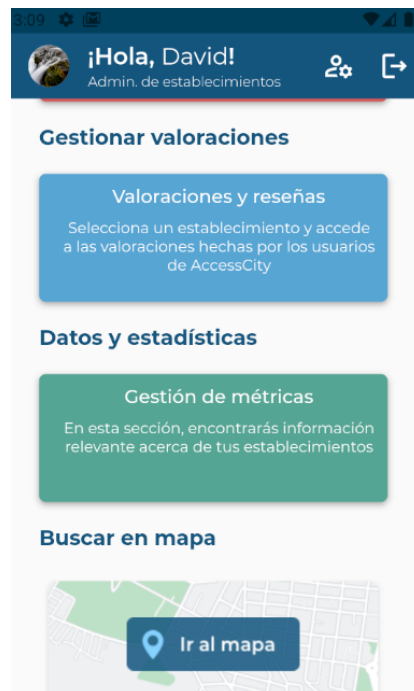 3:09
¡Hola, David!
Admin. de establecimientos
Gestionar valoraciones
Valoraciones y reseñas
Selecciona un establecimiento y accede
a las valoraciones hechas por los usuarios
de AccessCity
Datos y estadísticas
Gestión de métricas
En esta sección, encontrarás información
relevante acerca de tus establecimientos
Buscar en mapa
Ir al mapa